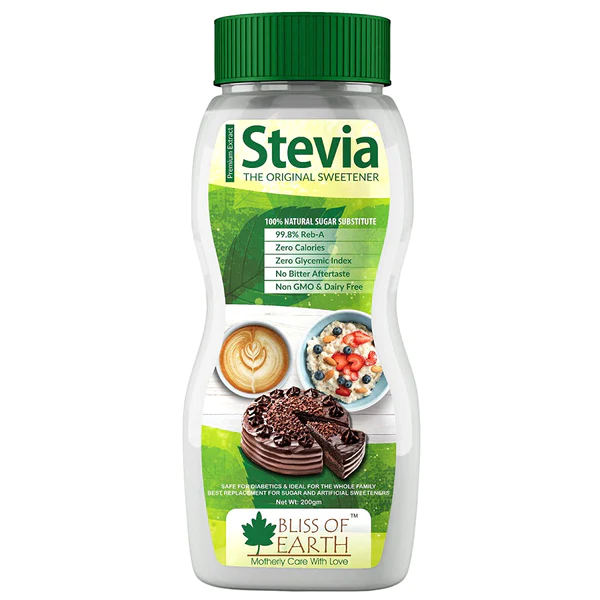 Premium Extract
Stevia
THE ORIGINAL SWEETENER
100% NATURAL SUGAR SUBSTITUTE
99.8% Reb-A
Zero Calories
Zero Glycemic Index
No Bitter Aftertaste
Non GMO & Dairy Free
SAFE FOR DIABETICS & IDEAL FOR THE WHOLE FAMILY
BEST REPLACEMENT FOR SUGAR AND ARTIFICIAL SWEETENERS
Net Wt: 200gm
BLISS OF ™
EARTH
Motherly Care With Love